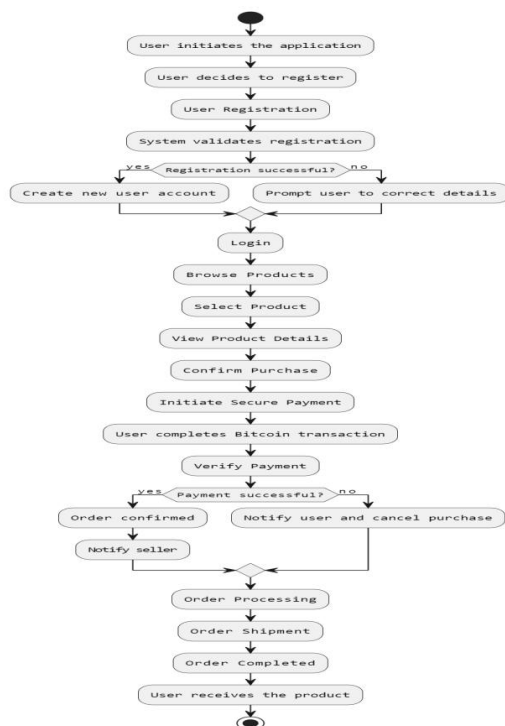 User initiates the application
User decides to register
User Registration
System validates registration
yes
Registration successful?
no
Create new user account
Prompt user to correct details
Login
Browse Products
Select Product
View Product Details
Confirm Purchase
Initiate Secure Payment
User completes Bitcoin transaction
Verify Payment
yes
Payment successful?
no
Order confirmed
Notify user and cancel purchase
Notify seller
Order Processing
Order Shipment
Order Completed
User receives the product